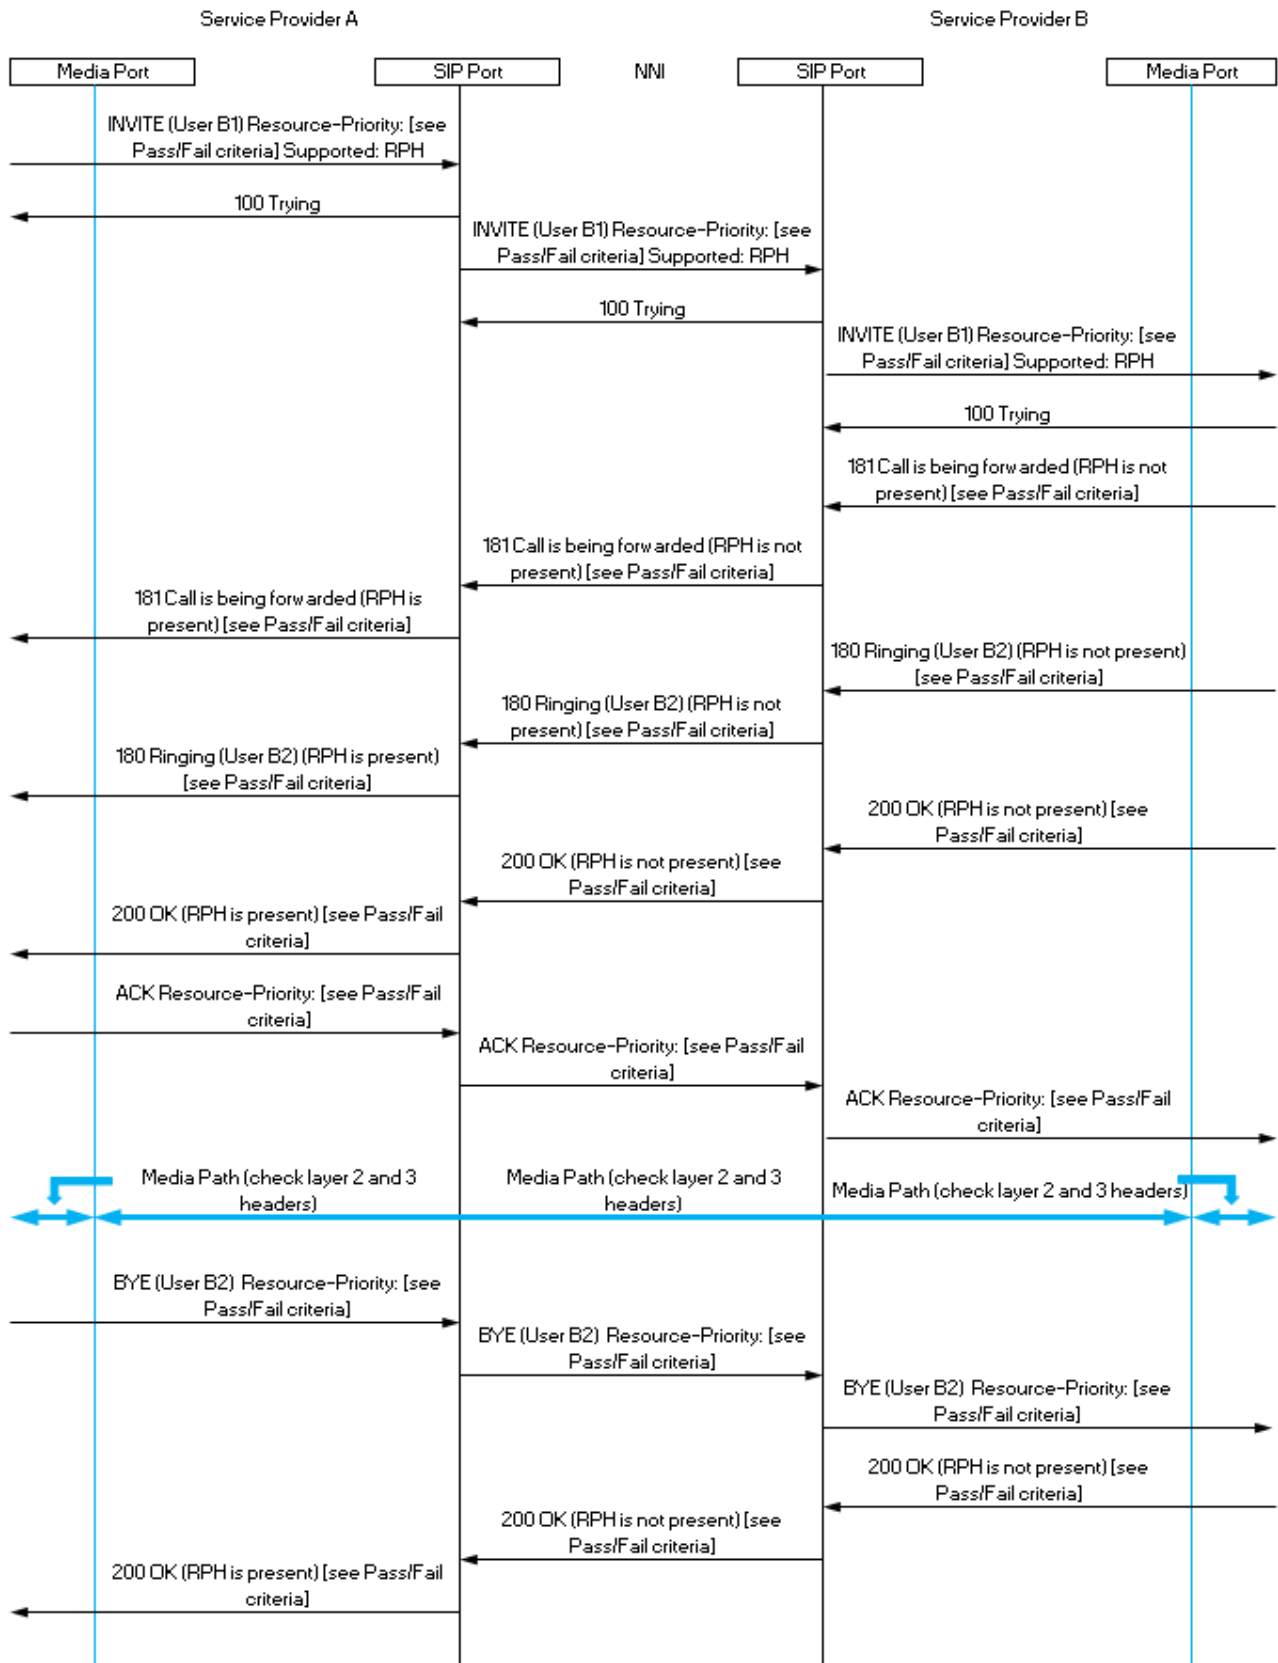 Service Provider A
Service Provider B
Media Port
SIP Port
NNI
SIP Port
Media Port
INVITE (User B1) Resource-Priority: [see
Pass/Fail criteria] Supported: RPH
100 Trying
INVITE (User B1) Resource-Priority: [see
Pass/Fail criteria] Supported: RPH
100 Trying
INVITE (User B1) Resource-Priority: [see
Pass/Fail criteria] Supported: RPH
100 Trying
181 Call is being forwarded (RPH is not
present) [see Pass/Fail criteria]
181 Call is being forwarded (RPH is not
present) [see Pass/Fail criteria]
181 Call is being forwarded (RPH is
present) [see Pass/Fail criteria]
180 Ringing (User B2) (RPH is not present)
[see Pass/Fail criteria]
180 Ringing (User B2) (RPH is not
present) [see Pass/Fail criteria]
180 Ringing (User B2) (RPH is present)
[see Pass/Fail criteria]
200 OK (RPH is not present) [see
Pass/Fail criteria]
200 OK (RPH is not present) [see
Pass/Fail criteria]
200 OK (RPH is present) [see Pass/Fail
criteria]
ACK Resource-Priority: [see Pass/Fail
criteria]
ACK Resource-Priority: [see Pass/Fail
criteria]
ACK Resource-Priority: [see Pass/Fail
criteria]
Media Path (check layer 2 and 3
headers)
Media Path (check layer 2 and 3
headers)
Media Path (check layer 2 and 3 headers)
BYE (User B2) Resource-Priority: [see
Pass/Fail criteria]
BYE (User B2) Resource-Priority: [see
Pass/Fail criteria]
BYE (User B2) Resource-Priority: [see
Pass/Fail criteria]
200 OK (RPH is not present) [see
Pass/Fail criteria]
200 OK (RPH is not present) [see
Pass/Fail criteria]
200 OK (RPH is present) [see Pass/Fail
criteria]